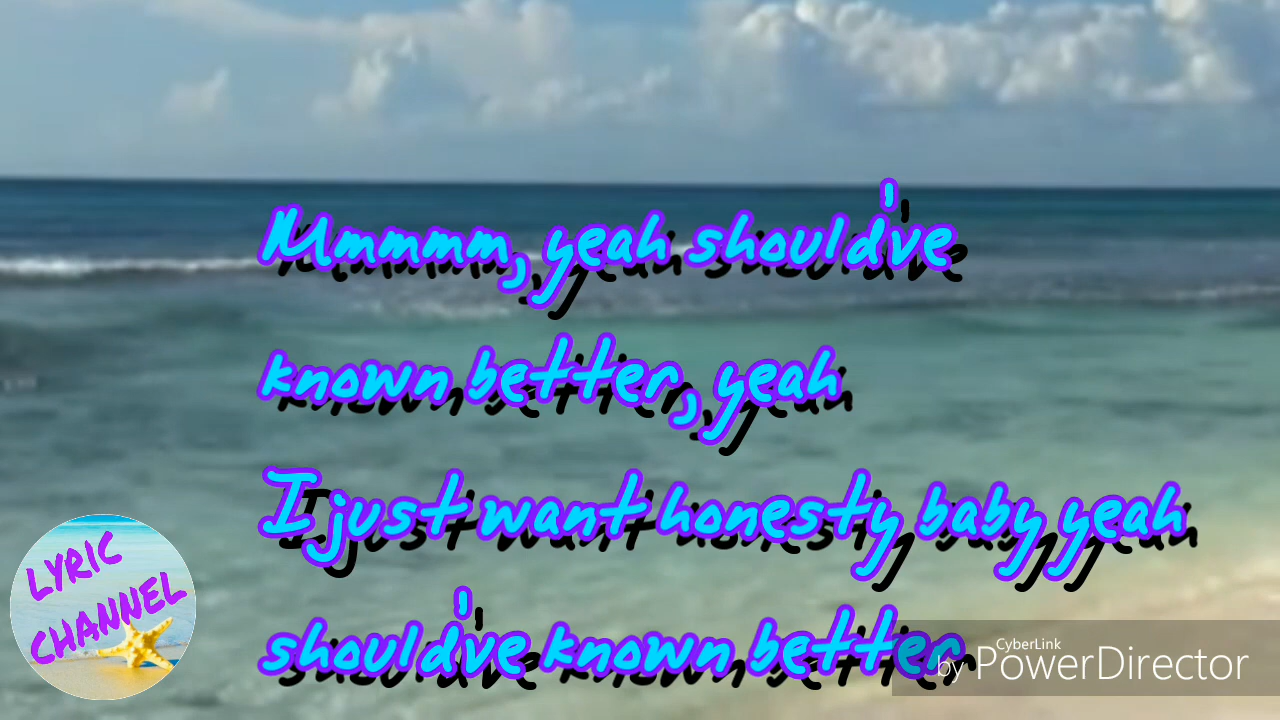 Mmmmm, yeah should've
known better, yeah
I just want honesty baby yeah
should've known better
LYRIC
CHANNEL
CyberLink
by PowerDirector